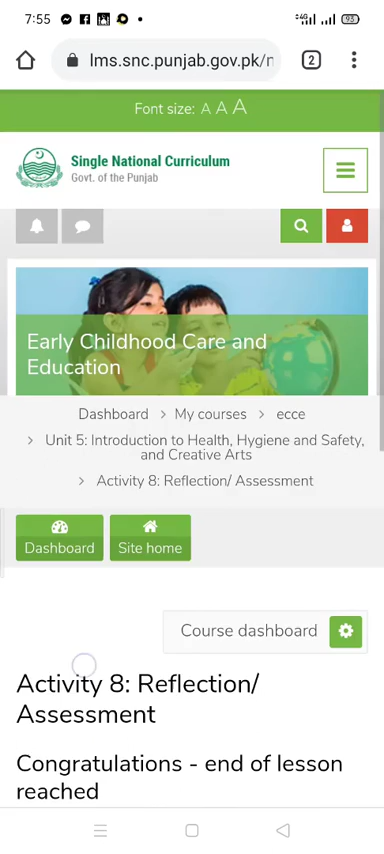 7:55
4G
93
lms.snc.punjab.gov.pk/n
2
Font size: A A A
Single National Curriculum
Govt. of the Punjab
Early Childhood Care and
Education
Dashboard > My courses > ecce
> Unit 5: Introduction to Health, Hygiene and Safety,
and Creative Arts
> Activity 8: Reflection/ Assessment
Dashboard
Site home
Course dashboard
Activity 8: Reflection/
Assessment
Congratulations - end of lesson
reached